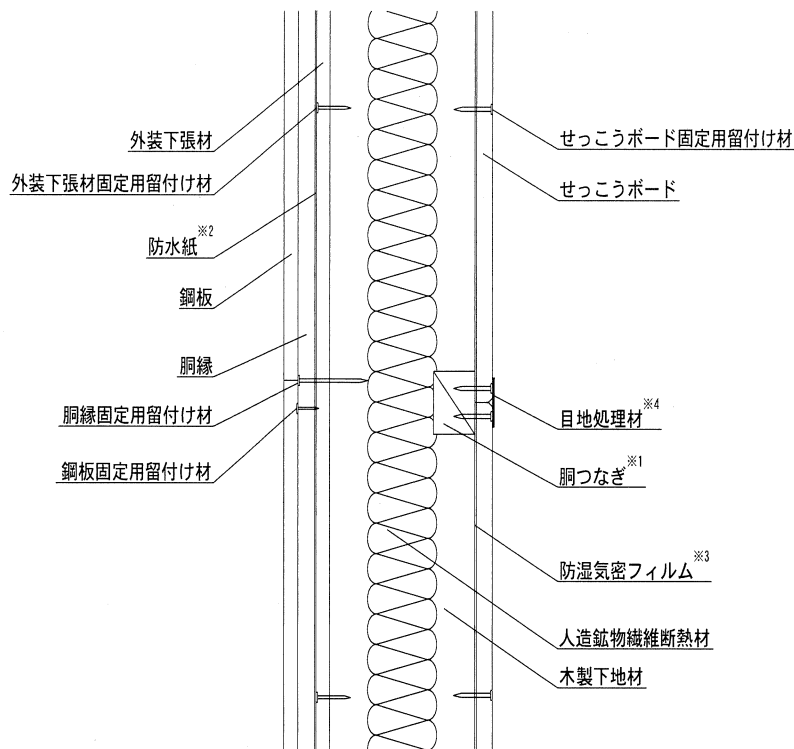 外装下張材
外装下張材固定用留付け材
防水紙※2
鋼板
胴縁
胴縁固定用留付け材
鋼板固定用留付け材
せっこうボード固定用留付け材
せっこうボード
目地処理材※4
胴つなぎ※1
防湿気密フィルム※3
人造鉱物繊維断熱材
木製下地材